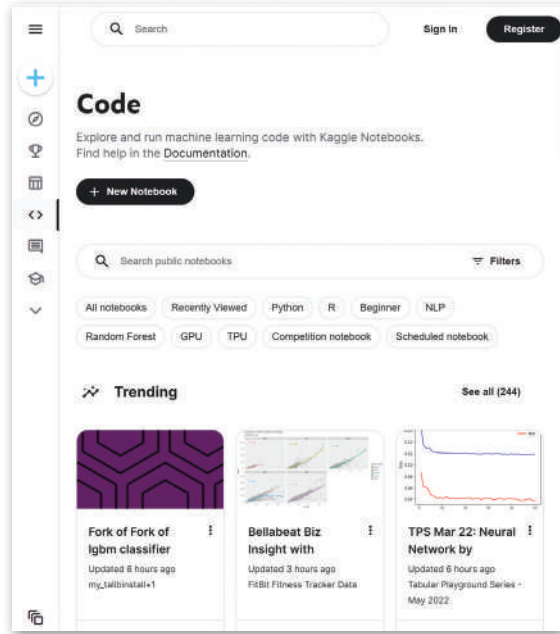 Search
Sign In
Register
Code
Explore and run machine learning code with Kaggle Notebooks.
Find help in the Documentation.
+ New Notebook
Search public notebooks
Filters
All notebooks
Recently Viewed
Python
R
Beginner
NLP
Random Forest
GPU
TPU
Competition notebook
Scheduled notebook
Trending
See all (244)
Fork of Fork of
lgbm classifier
Updated 6 hours ago
my_talibinstall+1
Bellabeat Biz
Insight with
Updated 3 hours ago
FitBit Fitness Tracker Data
TPS Mar 22: Neural
Network by
Updated 6 hours ago
Tabular Playground Series -
May 2022